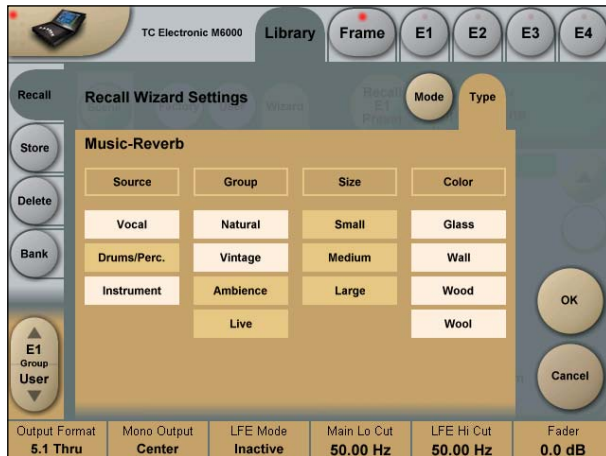 TC Electronic M6000
Library
Frame
E1
E2
E3
E4
Recall
Recall Wizard Settings
Mode
Type
Store
Music-Reverb
Source
Group
Size
Color
Delete
Vocal
Natural
Small
Glass
Bank
Drums/Perc.
Vintage
Medium
Wall
Instrument
Ambience
Large
Wood
OK
Live
Wool
E1
Group
User
Cancel
Output Format
Mono Output
LFE Mode
Main Lo Cut
LFE Hi Cut
Fader
5.1 Thru
Center
Inactive
50.00 Hz
50.00 Hz
0.0 dB